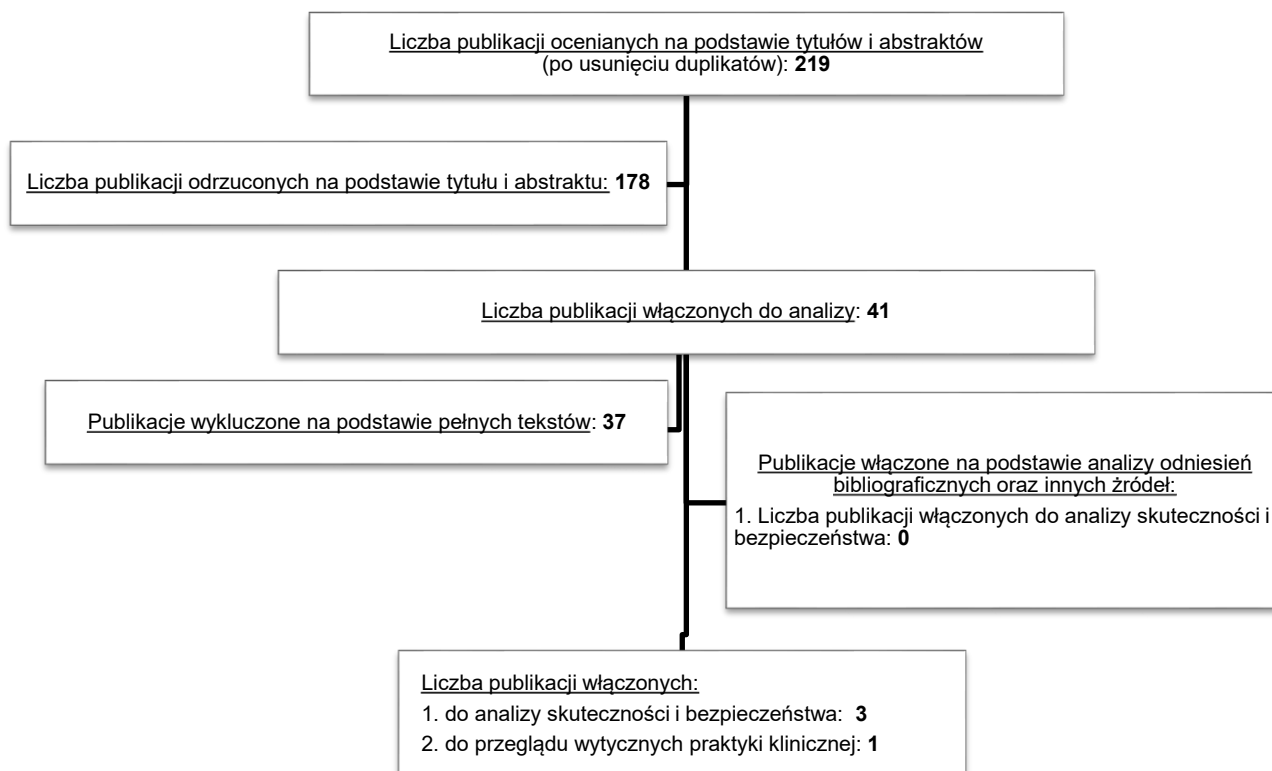 Liczba publikacji ocenianych na podstawie tytułów i abstraktów
(po usunięciu duplikatów): 219
Liczba publikacji odrzuconych na podstawie tytułu i abstraktu: 178
Liczba publikacji włączonych do analizy: 41
Publikacje wykluczone na podstawie pełnych tekstów: 37
Publikacje włączone na podstawie analizy odniesień
bibliograficznych oraz innych źródeł:
1. Liczba publikacji włączonych do analizy skuteczności i
bezpieczeństwa: 0
Liczba publikacji włączonych:
1. do analizy skuteczności i bezpieczeństwa: 3
2. do przeglądu wytycznych praktyki klinicznej: 1